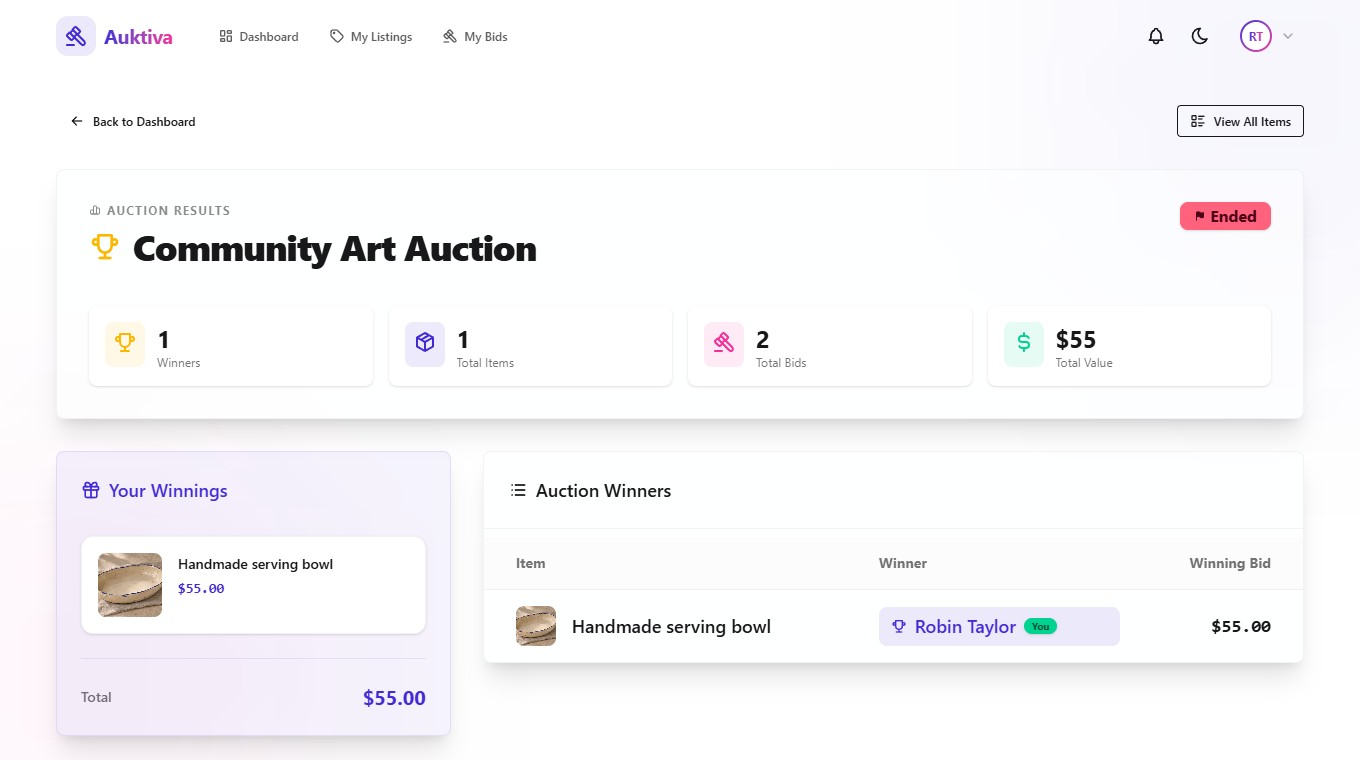 Auktiva
Dashboard
My Listings
My Bids
RT
Back to Dashboard
View All Items
AUCTION RESULTS
Ended
Community Art Auction
1
Winners
1
Total Items
2
Total Bids
$55
Total Value
Your Winnings
Handmade serving bowl
$55.00
Total
$55.00
Auction Winners
Item
Winner
Winning Bid
Handmade serving bowl
Robin Taylor
You
$55.00